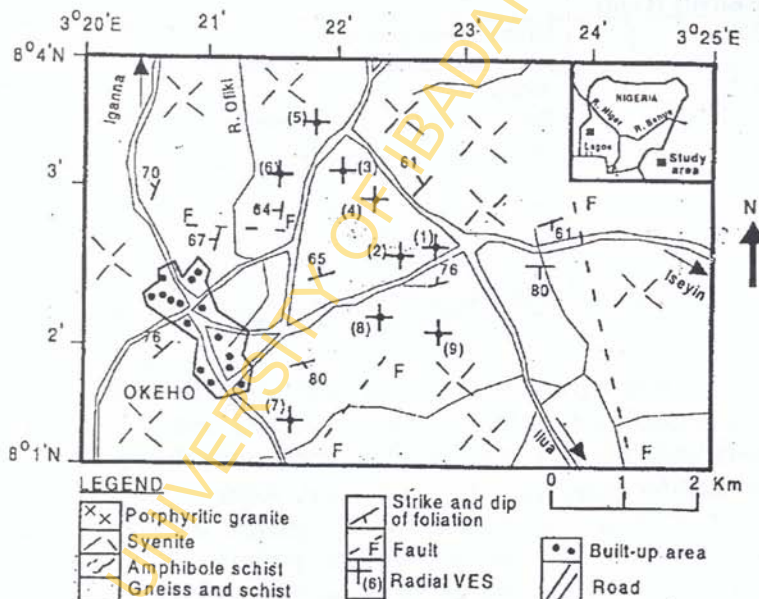 3°20'E 21' 22' 23' 24' 3°25'E
8°4'N
3'
2'
8°1'N
Iganna
R. Ofiki
(5)
(6)
(3)
(4)
61
70
64
F
F
67
65
(2)
(1)
76
61
F
80
Iseyin
N
NIGERIA
R. Niger
R. Benue
Lagos
Study
area
(8)
(9)
76
80
F
OKEHO
(7)
F
Ilua
F
UNIVERSITY OF IBADAN
LEGEND
0 1 2 Km
Porphyritic granite
Syenite
Amphibole schist
Gneiss and schist
Strike and dip
of foliation
F Fault
(6) Radial VES
Built-up area
Road